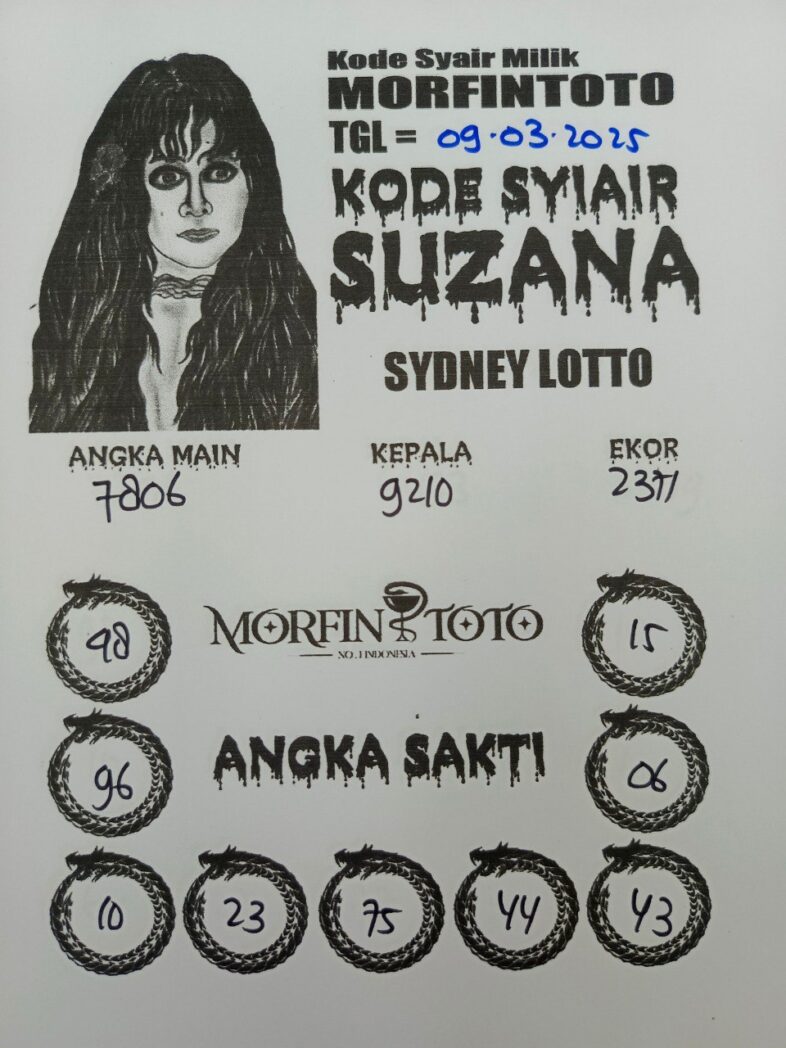 Kode Syair Milik
MORFINTOTO
TGL = 09.03.2025
KODE SYIAIR
SUZANA
SYDNEY LOTTO
ANGKA MAIN KEPALA EKOR
7806 9210
98 15
MORFIN TOTO
NO.1 INDONESIA
ANGKA SAKTI
96 06
10 23 75 44 43